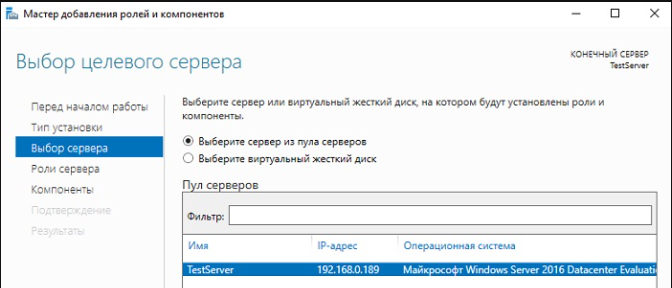 Мастер добавления ролей и компонентов
Выбор целевого сервера
КОНЕЧНЫЙ СЕРВЕР
TestServer
Перед началом работы
Тип установки
Выбор сервера
Роли сервера
Компоненты
Подтверждение
Результаты
Выберите сервер или виртуальный жесткий диск, на котором будут установлены роли и
компоненты.
Выберите сервер из пула серверов
Выберите виртуальный жесткий диск
Пул серверов
Фильтр:
Имя IP-адрес Операционная система
TestServer 192.168.0.189 Майкрософт Windows Server 2016 Datacenter Evaluati